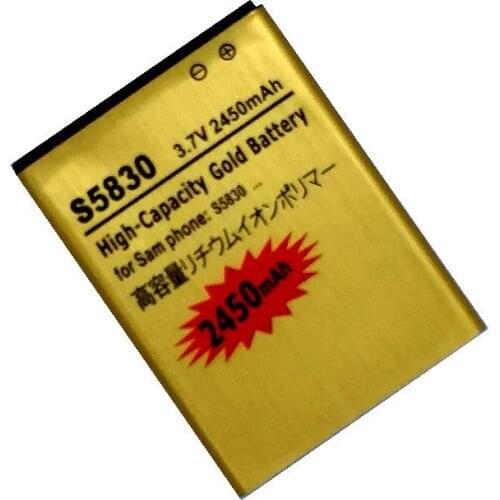 ⊖ ⊕
S5830 3.7V 2450mAh
High-Capacity Gold Battery
for Sam phone: S5830 ...
高容量リチウムイオンポリマー
2450mAh